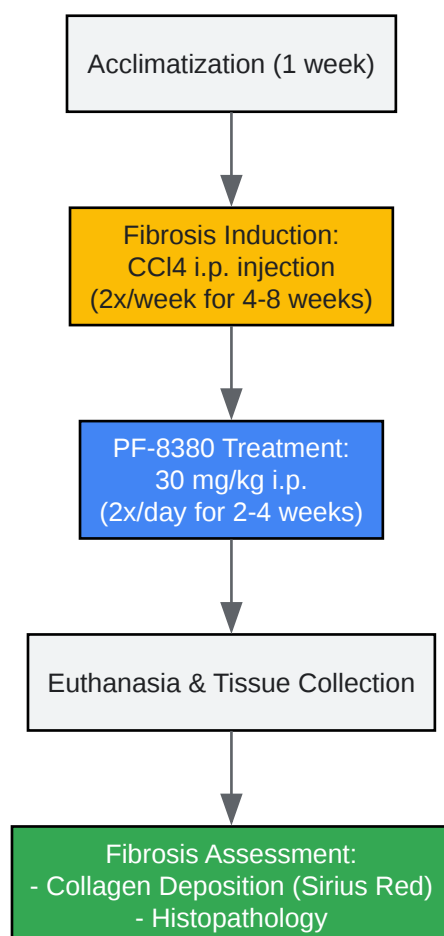 Acclimatization (1 week)
Fibrosis Induction:
CCl4 i.p. injection
(2x/week for 4-8 weeks)
PF-8380 Treatment:
30 mg/kg i.p.
(2x/day for 2-4 weeks)
Euthanasia & Tissue Collection
Fibrosis Assessment:
- Collagen Deposition (Sirius Red)
- Histopathology